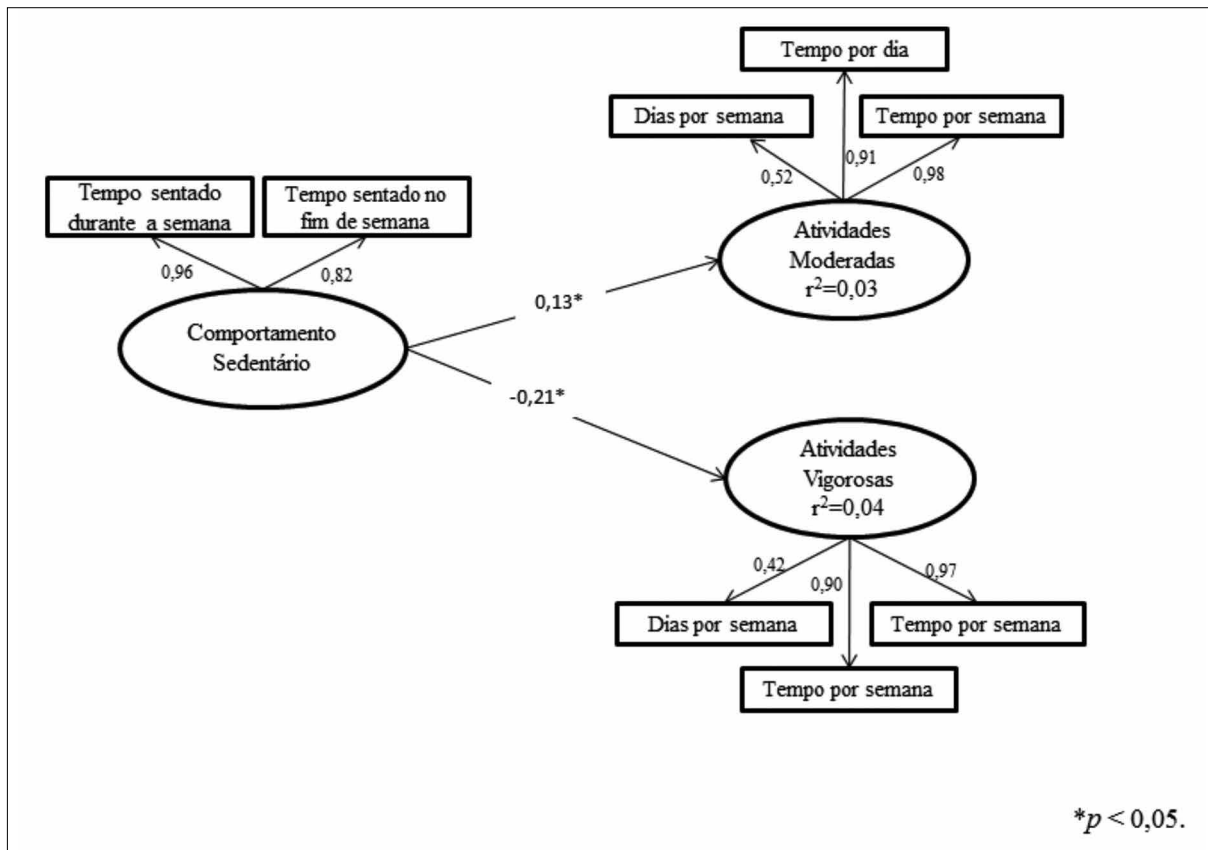 Tempo por dia
Dias por semana
Tempo por semana
0,52
0,91
0,98
Atividades
Moderadas
r²=0,03
Tempo sentado
durante a semana
Tempo sentado no
fim de semana
0,96
0,82
Comportamento
Sedentário
0,13*
-0,21*
Atividades
Vigorosas
r²=0,04
0,42
0,90
0,97
Dias por semana
Tempo por semana
Tempo por semana
*p < 0,05.